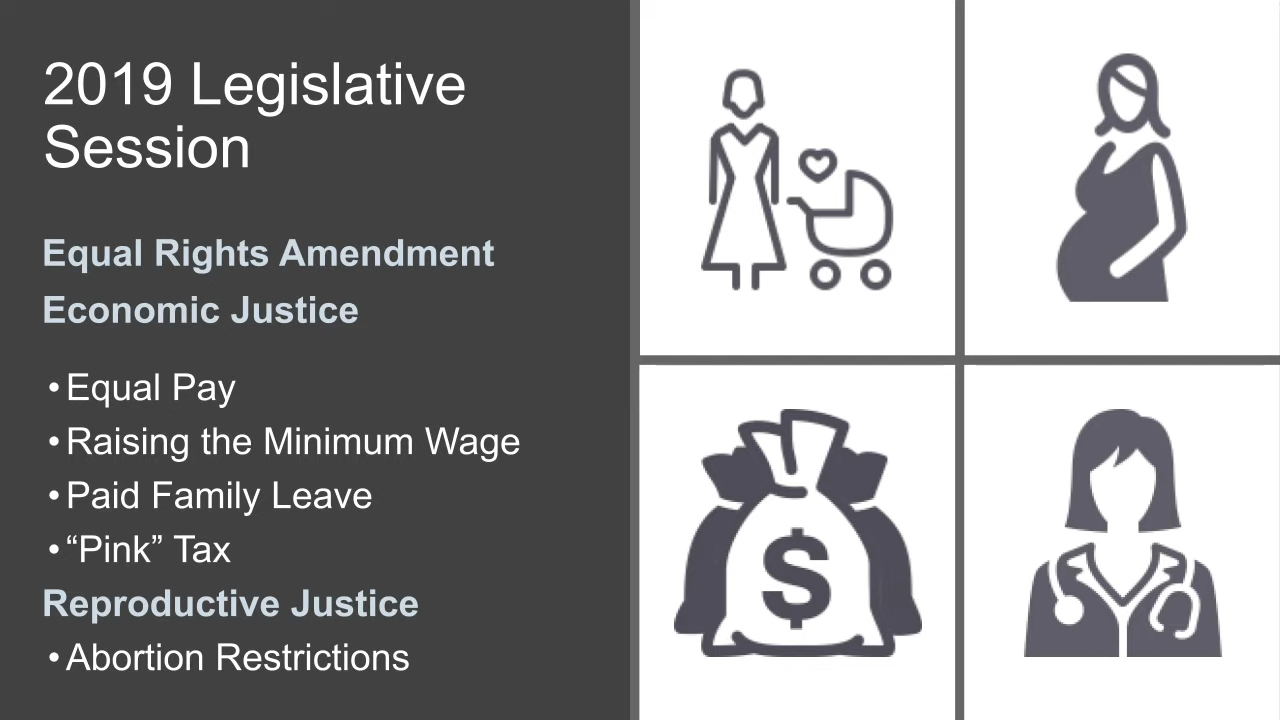 2019 Legislative
Session
Equal Rights Amendment
Economic Justice
•Equal Pay
•Raising the Minimum Wage
•Paid Family Leave
•“Pink” Tax
Reproductive Justice
•Abortion Restrictions
$